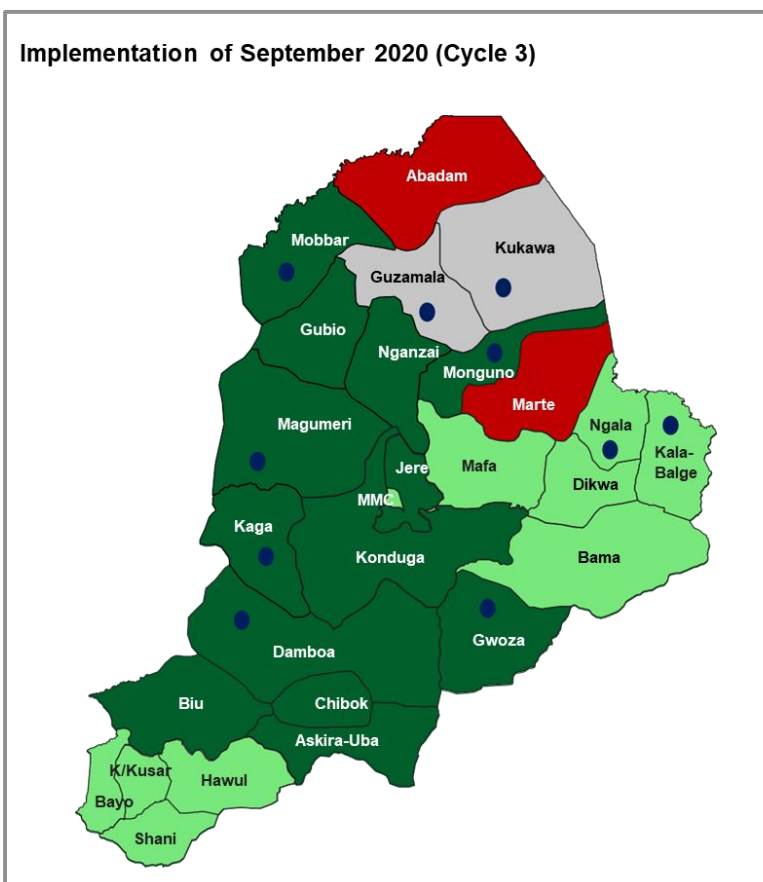 Implementation of September 2020 (Cycle 3)
Abadam
Mobbar
Kukawa
Guzamala
Gubio
Nganzai
Monguno
Marte
Magumeri
Ngala
Kala-
Balge
Jere
Mafa
Dikwa
MMC
Kaga
Konduga
Bama
Gwoza
Damboa
Biu
Chibok
Askira-Uba
K/Kusar
Hawul
Bayo
Shani